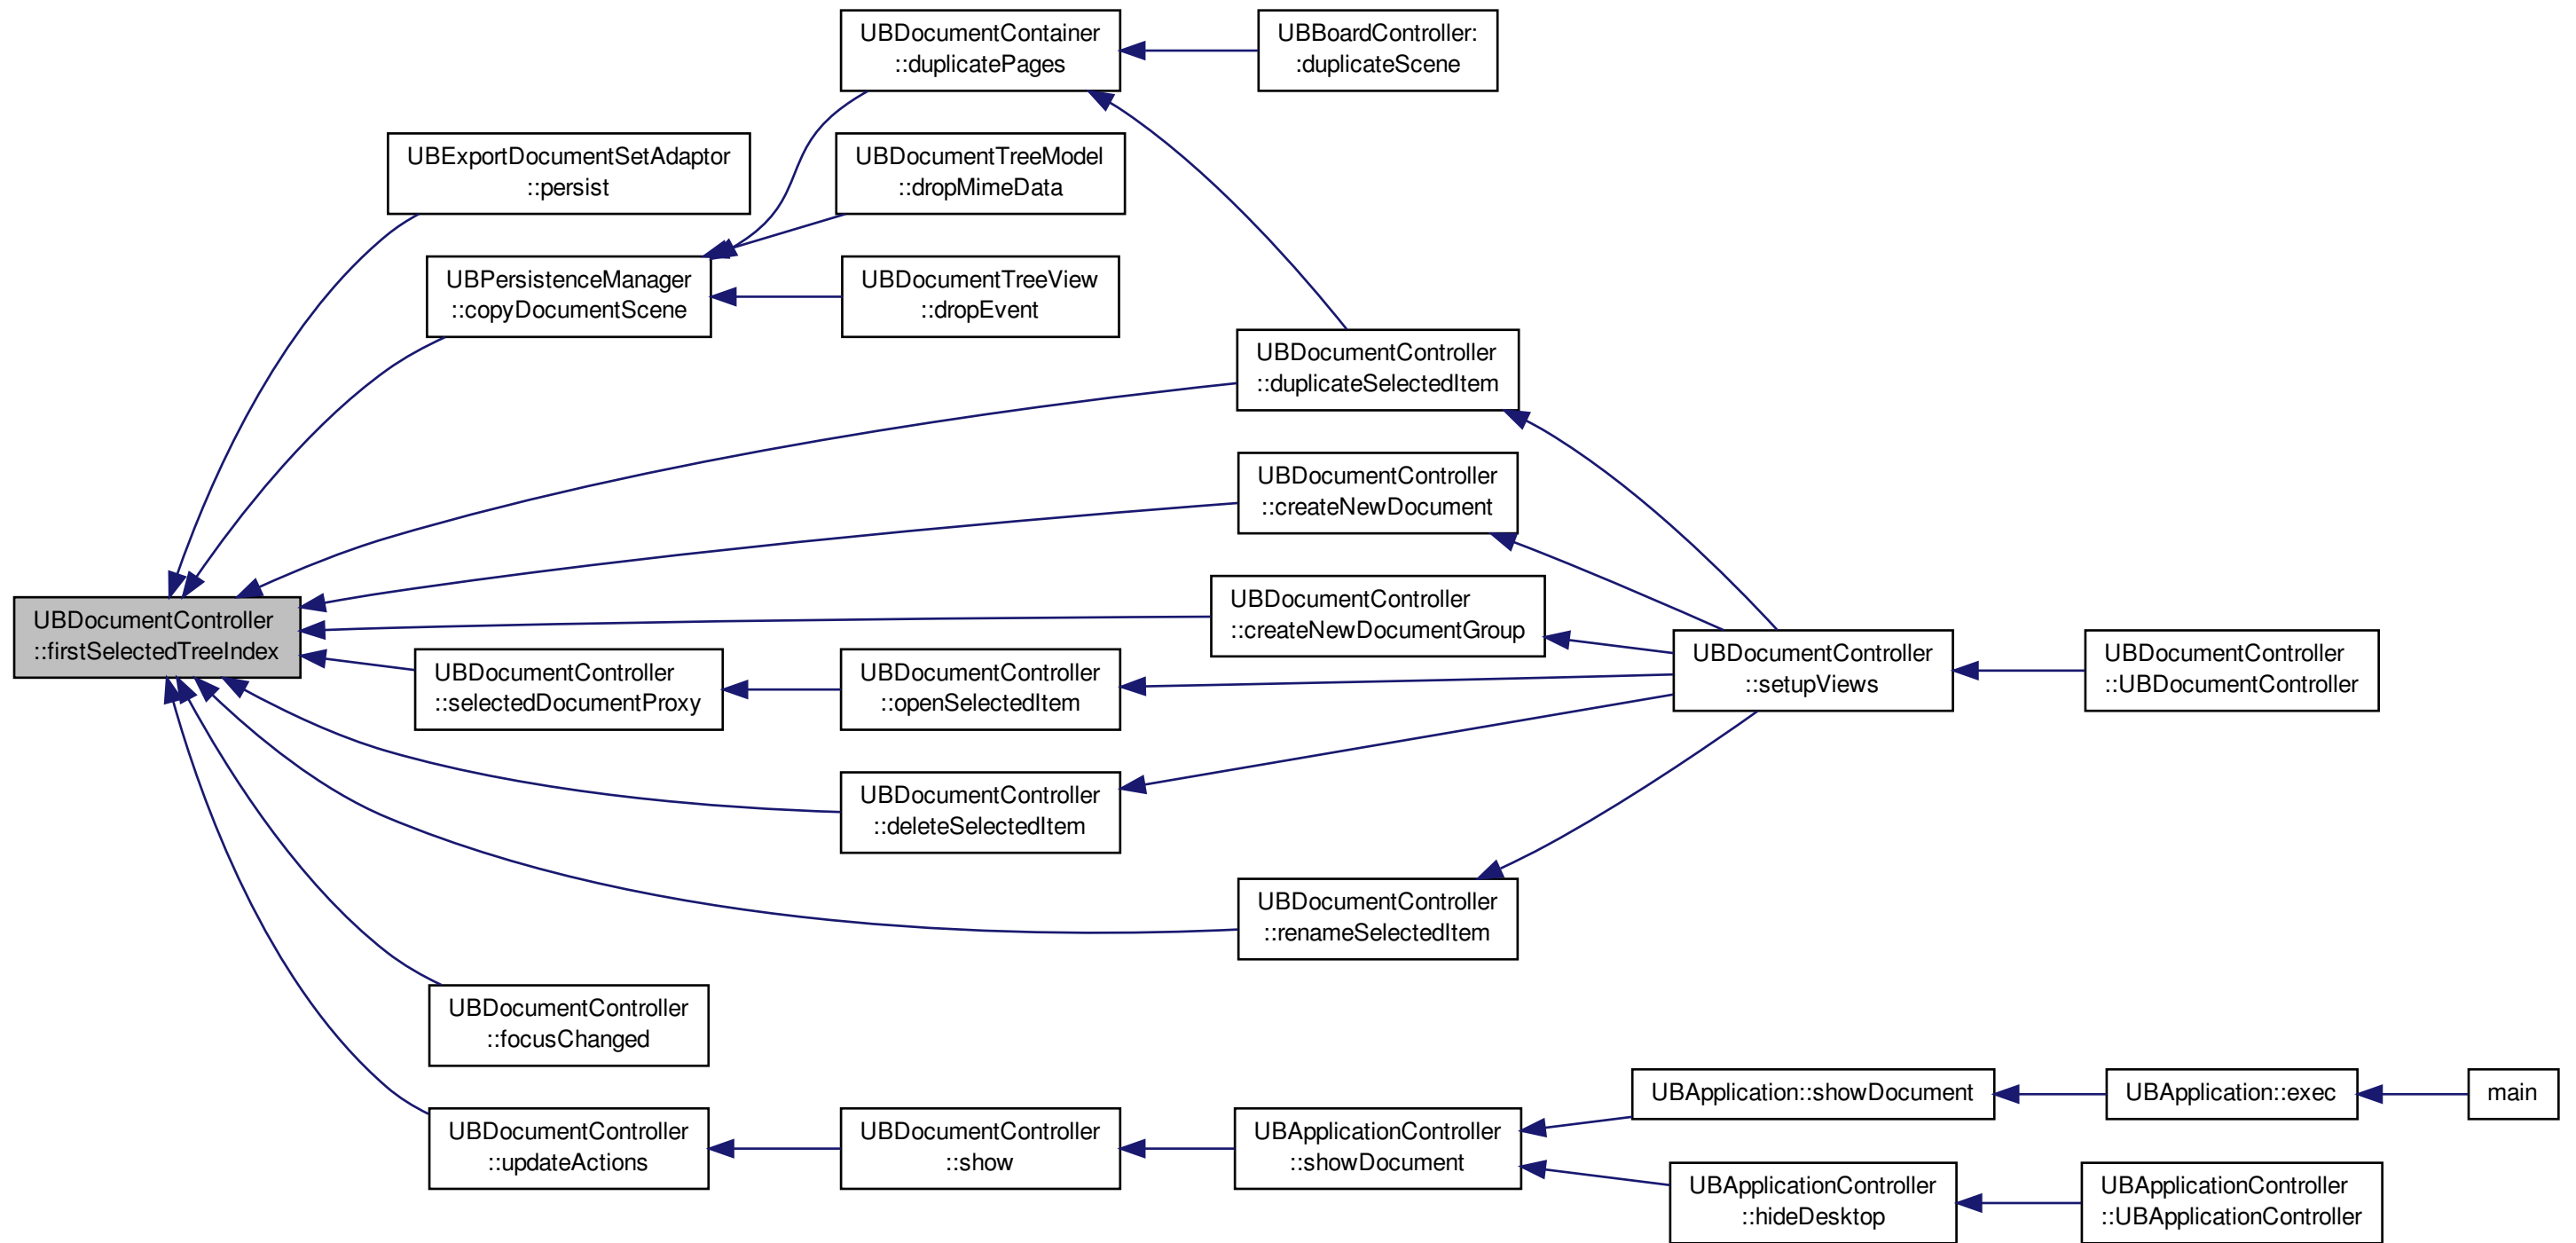 UBDocumentContainer
::duplicatePages
UBBoardController:
:duplicateScene
UBExportDocumentSetAdaptor
::persist
UBDocumentTreeModel
::dropMimeData
UBPersistenceManager
::copyDocumentScene
UBDocumentTreeView
::dropEvent
UBDocumentController
::duplicateSelectedItem
UBDocumentController
::createNewDocument
UBDocumentController
::createNewDocumentGroup
UBDocumentController
::firstSelectedTreeIndex
UBDocumentController
::selectedDocumentProxy
UBDocumentController
::openSelectedItem
UBDocumentController
::setupViews
UBDocumentController
::UBDocumentController
UBDocumentController
::deleteSelectedItem
UBDocumentController
::renameSelectedItem
UBDocumentController
::focusChanged
UBDocumentController
::updateActions
UBDocumentController
::show
UBApplicationController
::showDocument
UBApplication::showDocument
UBApplication::exec
main
UBApplicationController
::hideDesktop
UBApplicationController
::UBApplicationController